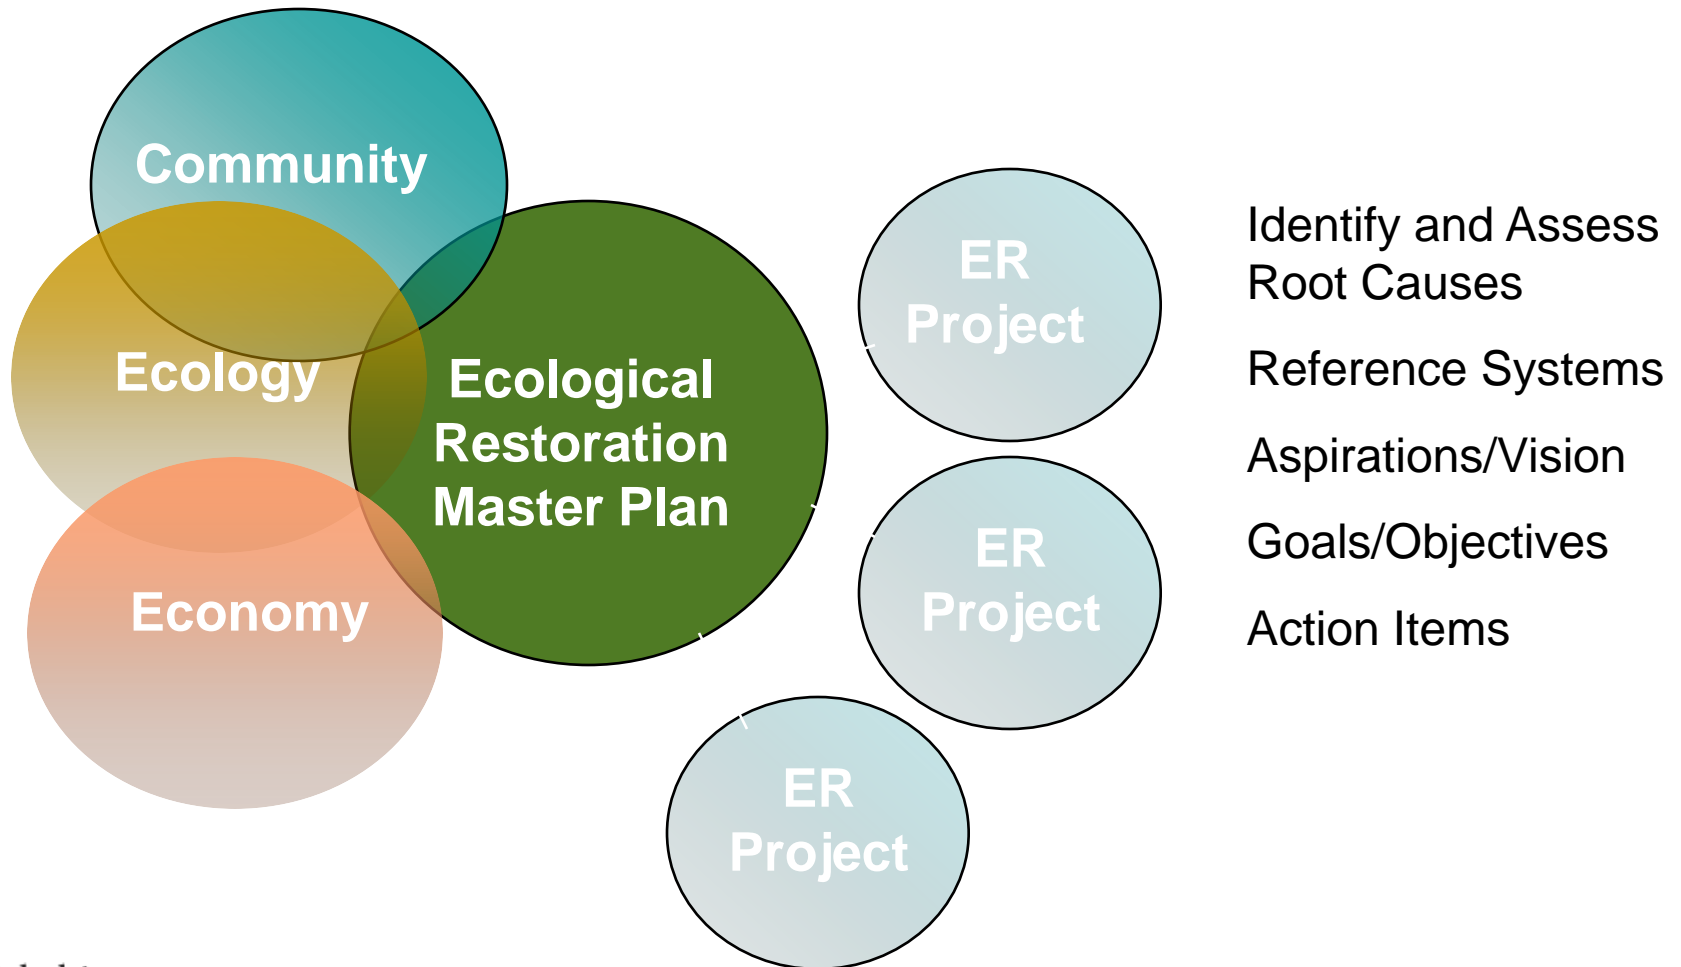 Community
Ecology
Economy
Ecological
Restoration
Master Plan
ER
Project
ER
Project
ER
Project
Identify and Assess
Root Causes
Reference Systems
Aspirations/Vision
Goals/Objectives
Action Items